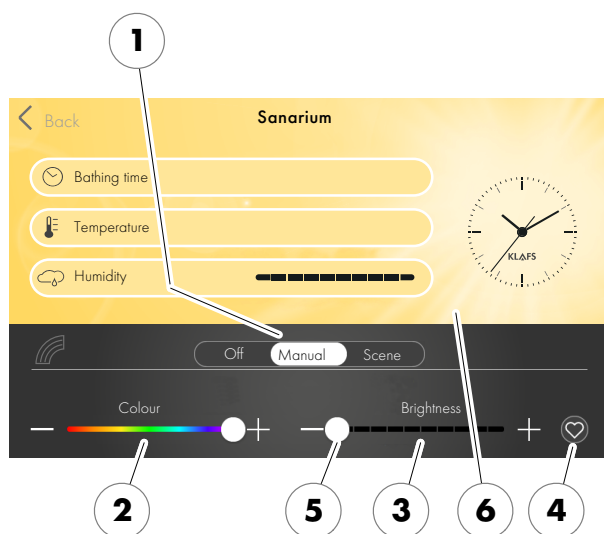 1
Back Sanarium
Bathing time
Temperature
Humidity
KLAFS
Off Manual Scene
Colour Brightness
2 5 3 6 4